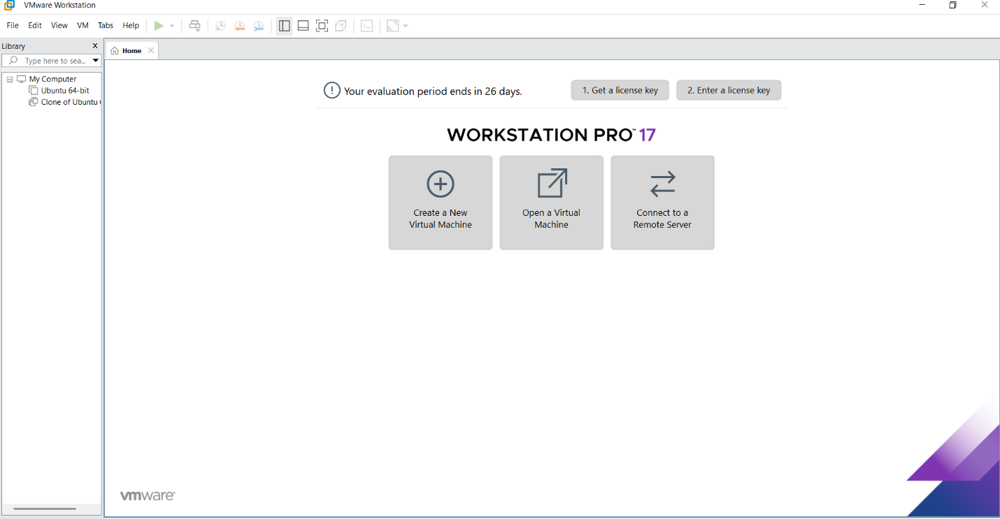 VMware Workstation
File Edit View VM Tabs Help
Library
Type here to sea...
Home
My Computer
Ubuntu 64-bit
Clone of Ubuntu
Your evaluation period ends in 26 days.
1. Get a license key
2. Enter a license key
WORKSTATION PRO™ 17
Create a New
Virtual Machine
Open a Virtual
Machine
Connect to a
Remote Server
vmware®